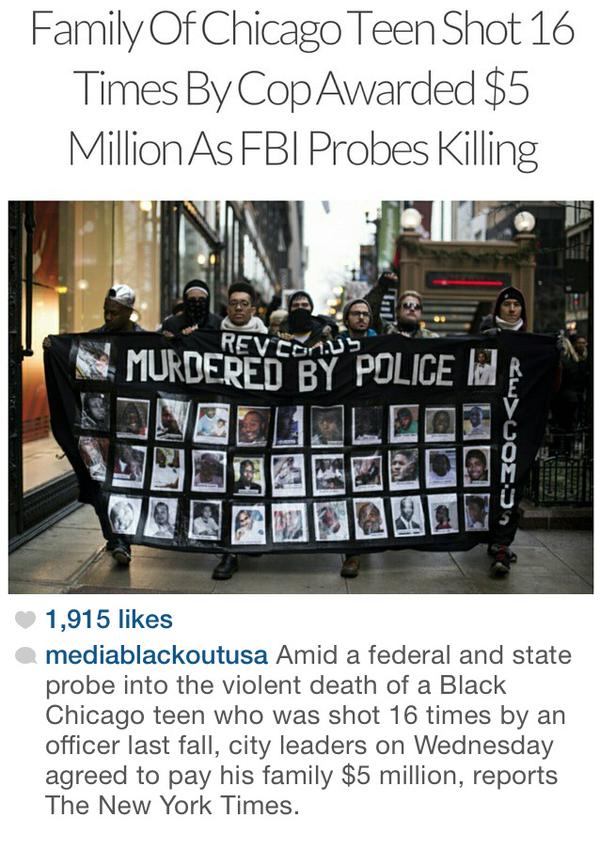 Family Of Chicago Teen Shot 16
Times By Cop Awarded $5
Million As FBI Probes Killing
REVCOM.US
MURDERED BY POLICE
REVCOM.US
1,915 likes
mediablackoutusa Amid a federal and state
probe into the violent death of a Black
Chicago teen who was shot 16 times by an
officer last fall, city leaders on Wednesday
agreed to pay his family $5 million, reports
The New York Times.